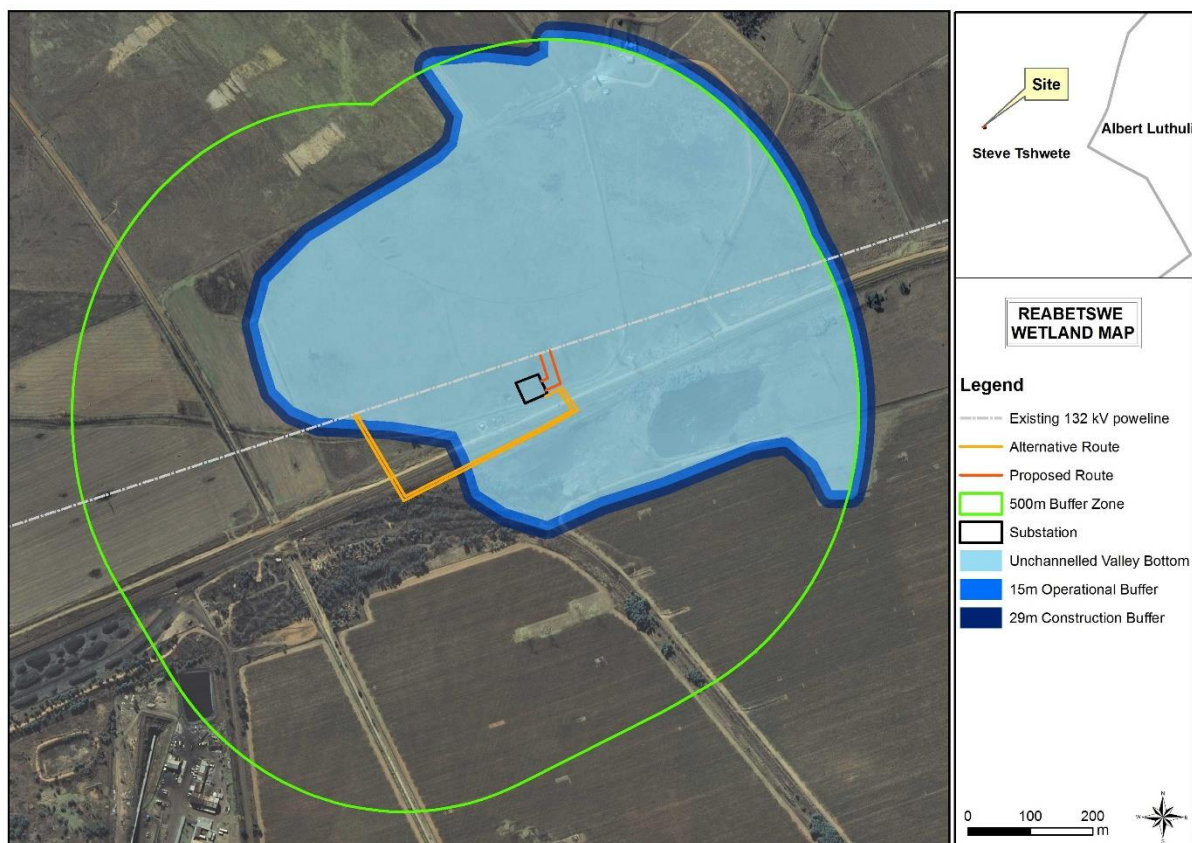 Site
Albert Luthuli
Steve Tshwete
REABETSWE
WETLAND MAP
Legend
Existing 132 kV poweline
Alternative Route
Proposed Route
500m Buffer Zone
Substation
Unchannelled Valley Bottom
15m Operational Buffer
29m Construction Buffer
0 100 200
m
N
W E
S